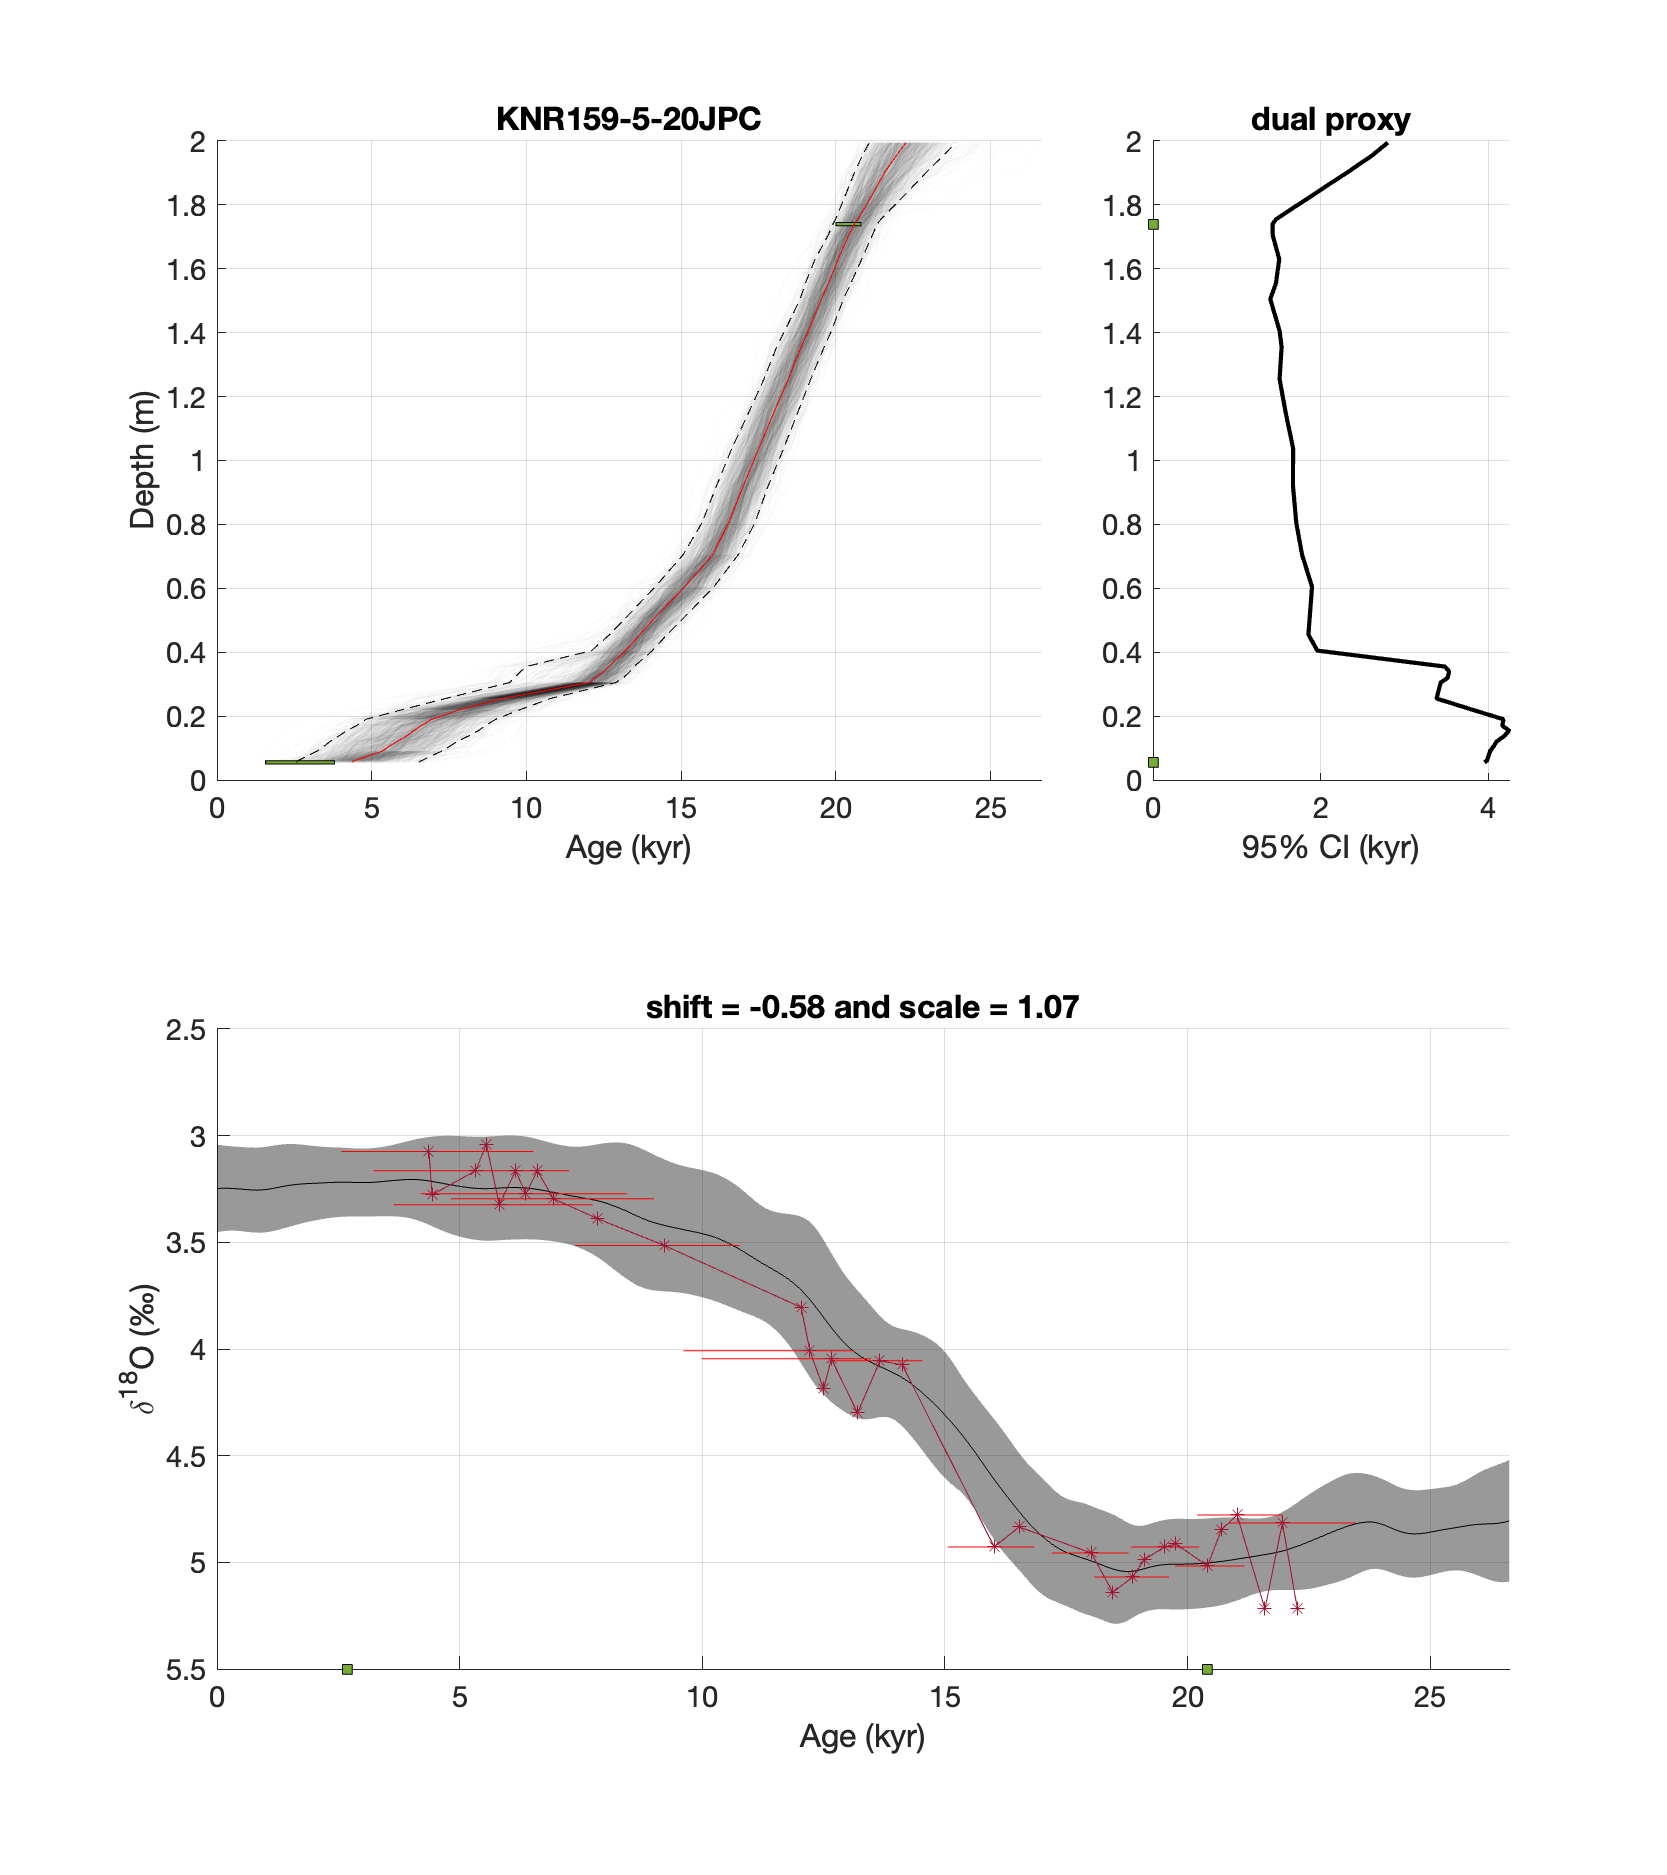 KNR159-5-20JPC
2
1.8
1.6
1.4
1.2
1
0.8
0.6
0.4
0.2
0
Depth (m)
0 5 10 15 20 25
Age (kyr)
dual proxy
2
1.8
1.6
1.4
1.2
1
0.8
0.6
0.4
0.2
0
0 2 4
95% CI (kyr)
shift = -0.58 and scale = 1.07
2.5
3
3.5
4
4.5
5
5.5
δ¹⁸O (‰)
0 5 10 15 20 25
Age (kyr)